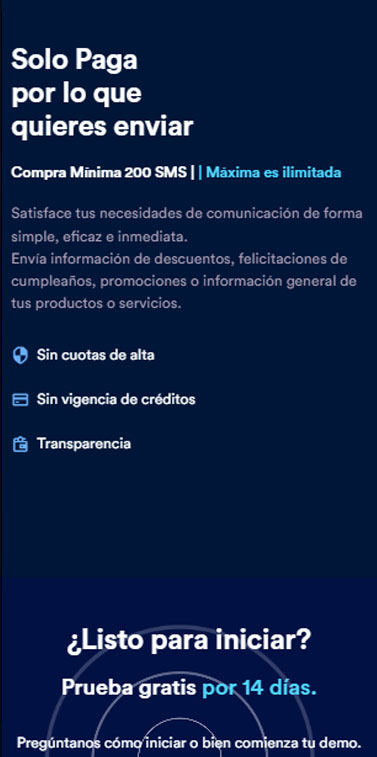 Solo Paga
por lo que
quieres enviar
Compra Mínima 200 SMS | | Máxima es ilimitada
Satisface tus necesidades de comunicación de forma
simple, eficaz e inmediata.
Envía información de descuentos, felicitaciones de
cumpleaños, promociones o información general de
tus productos o servicios.
Sin cuotas de alta
Sin vigencia de créditos
Transparencia
¿Listo para iniciar?
Prueba gratis por 14 días.
Pregúntanos cómo iniciar o bien comienza tu demo.